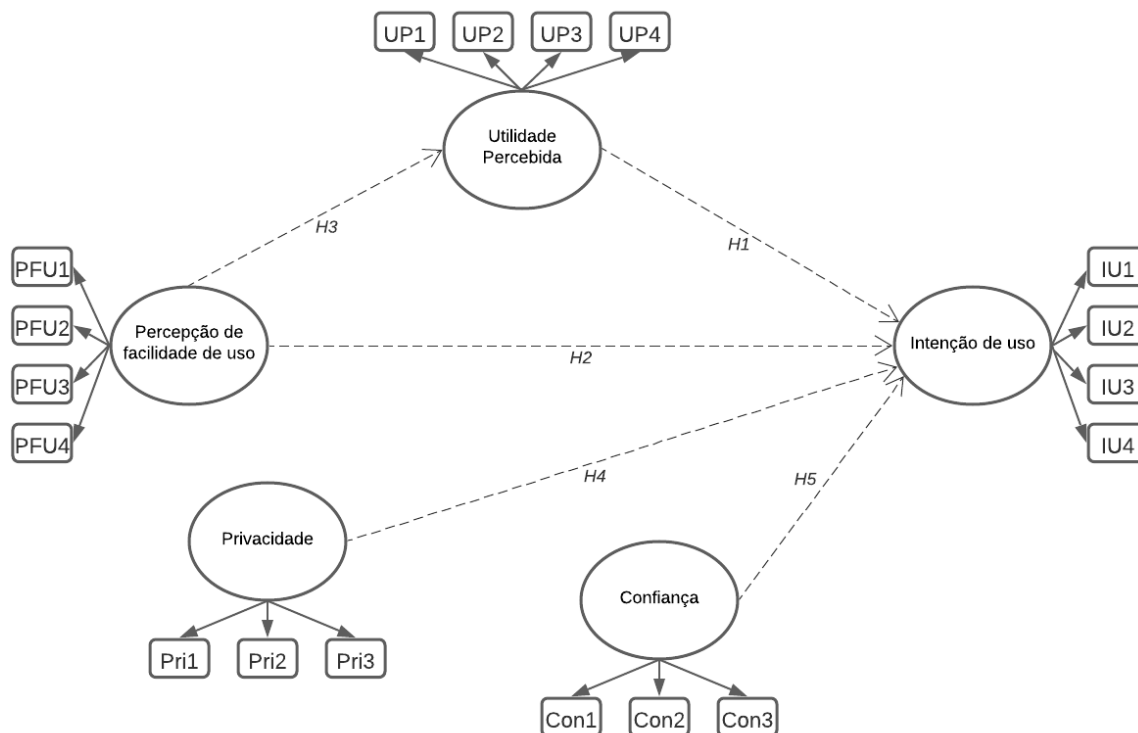 UP1 UP2 UP3 UP4
Utilidade
Percebida
H3
H1
PFU1
PFU2
PFU3
PFU4
Percepção de
facilidade de uso
H2
Intenção de uso
IU1
IU2
IU3
IU4
H4
H5
Privacidade
Pri1 Pri2 Pri3
Confiança
Con1 Con2 Con3